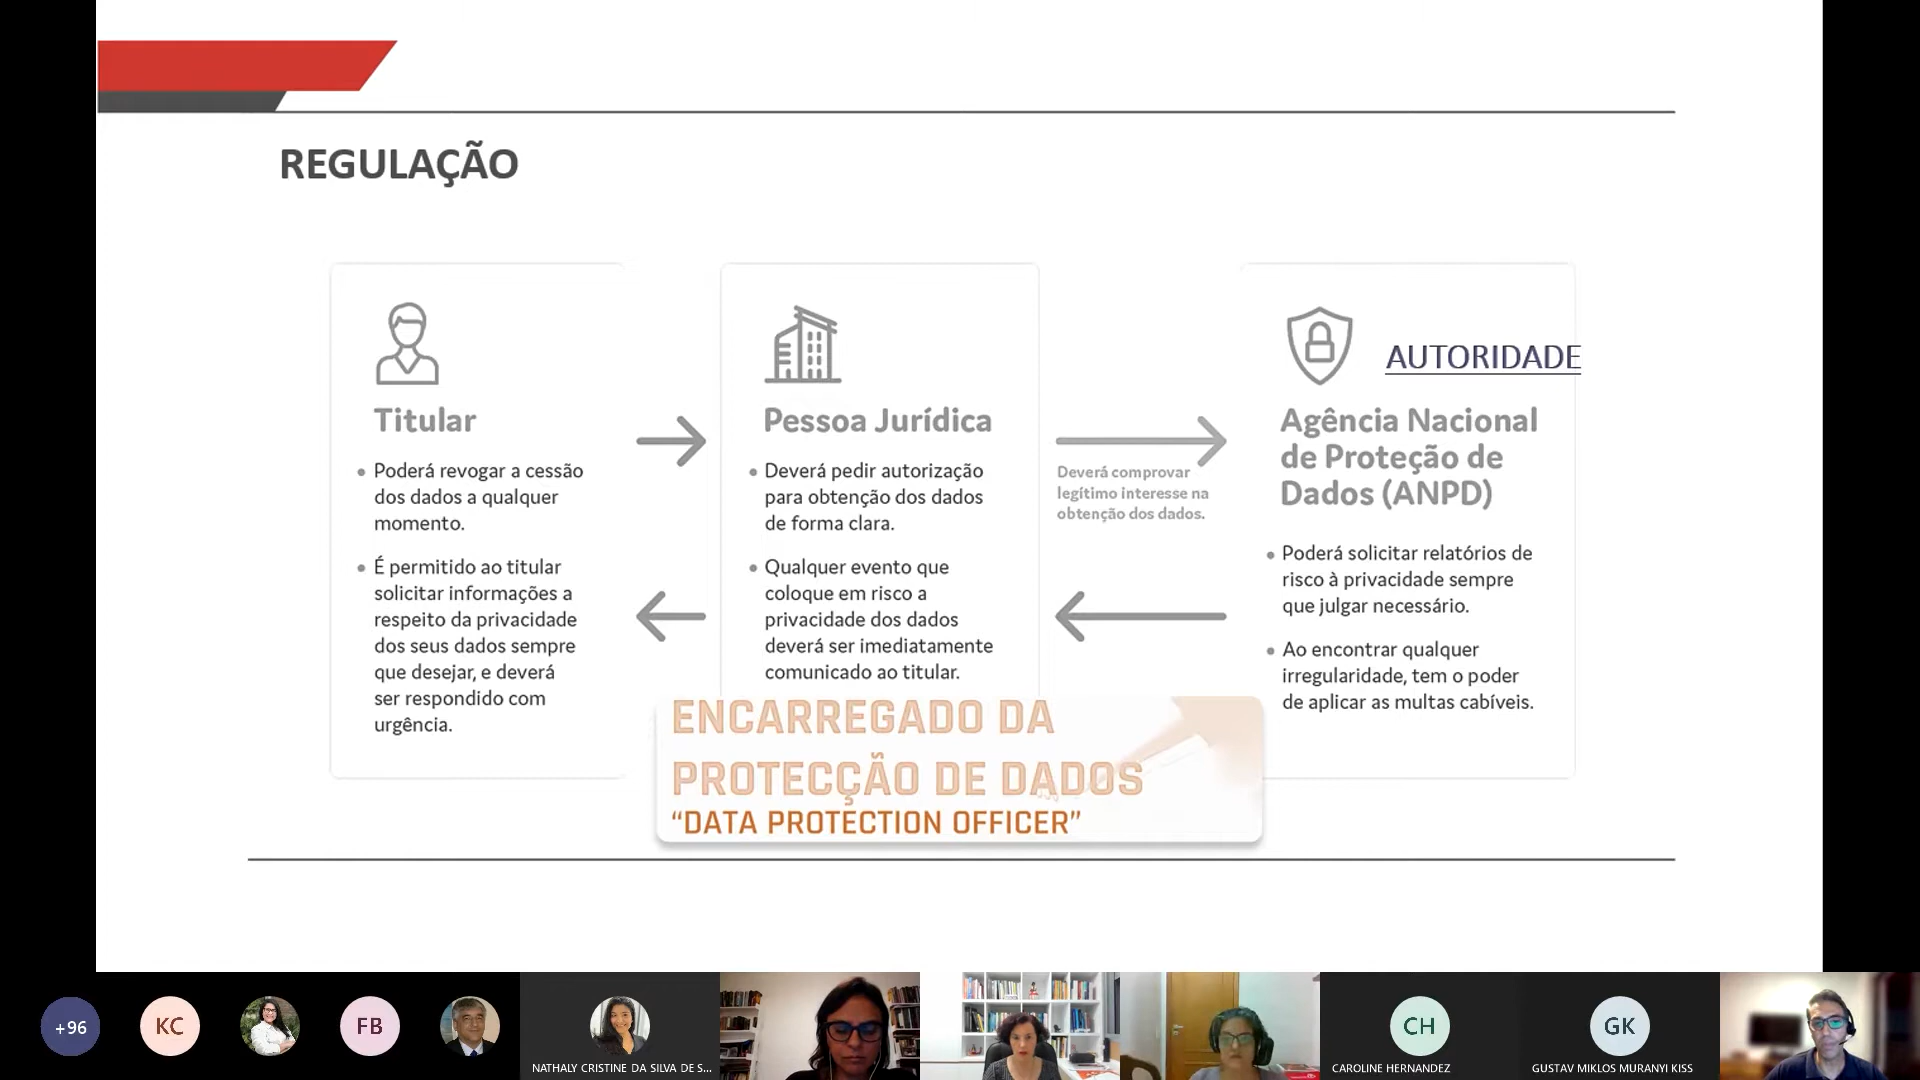 REGULAÇÃO
Titular
• Poderá revogar a cessão
dos dados a qualquer
momento.
• É permitido ao titular
solicitar informações a
respeito da privacidade
dos seus dados sempre
que desejar, e deverá
ser respondido com
urgência.
Pessoa Jurídica
• Deverá pedir autorização
para obtenção dos dados
de forma clara.
• Qualquer evento que
coloque em risco a
privacidade dos dados
deverá ser imediatamente
comunicado ao titular.
Deverá comprovar
legítimo interesse na
obtenção dos dados.
AUTORIDADE
Agência Nacional
de Proteção de
Dados (ANPD)
• Poderá solicitar relatórios de
risco à privacidade sempre
que julgar necessário.
• Ao encontrar qualquer
irregularidade, tem o poder
de aplicar as multas cabíveis.
ENCARREGADO DA
PROTECÇÃO DE DADOS
“DATA PROTECTION OFFICER”
+96
KC
FB
NATHALY CRISTINE DA SILVA DE S...
CH
CAROLINE HERNANDEZ
GK
GUSTAV MIKLOS MURANYI KISS